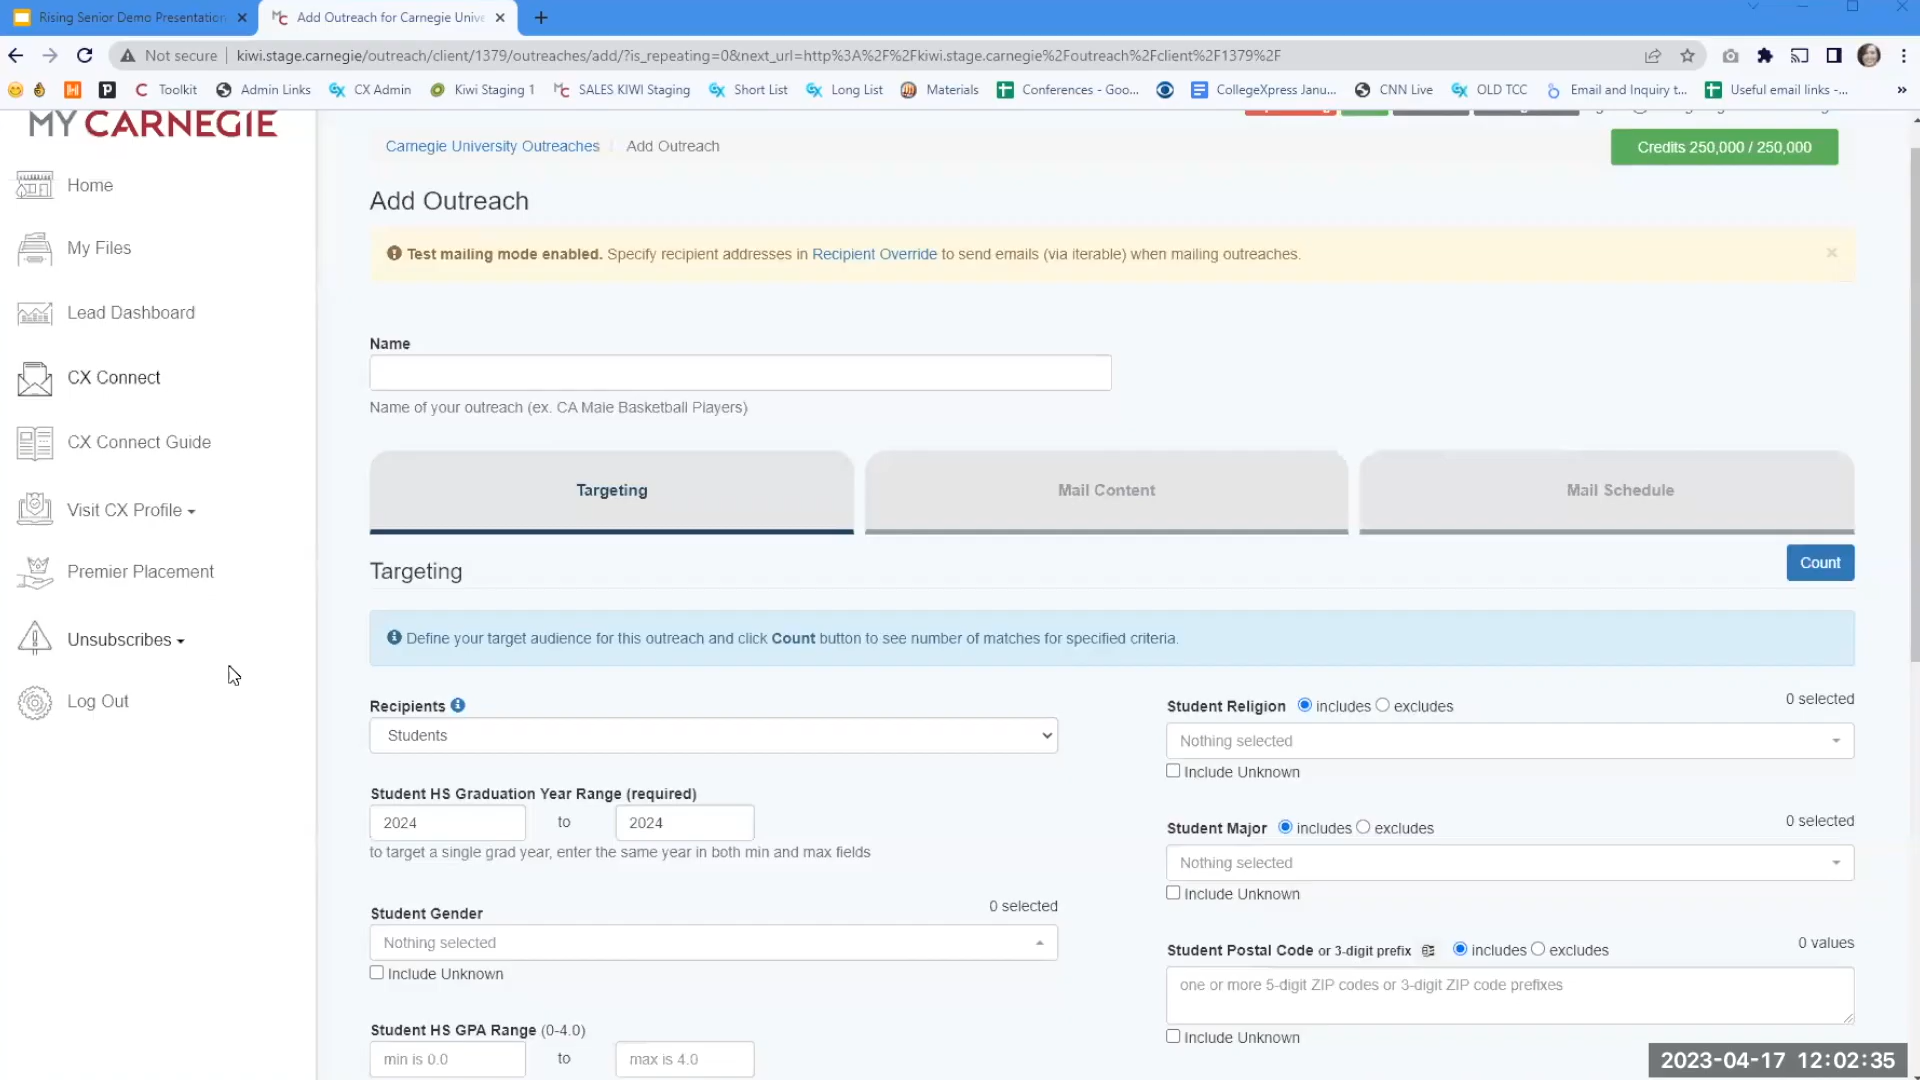 Rising Senior Demo Presentation
Add Outreach for Carnegie Unive
Not secure
kiwi.stage.carnegie/outreach/client/1379/outreaches/add/?is_repeating=0&next_url=http%3A%2F%2Fkiwi.stage.carnegie%2Foutreach%2Fclient%2F1379%2F
Toolkit
Admin Links
CX Admin
Kiwi Staging 1
SALES KIWI Staging
Short List
Long List
Materials
Conferences - Goo...
CollegeXpress Janu...
CNN Live
OLD TCC
Email and Inquiry t...
Useful email links -...
»
MY CARNEGIE
Home
My Files
Lead Dashboard
CX Connect
CX Connect Guide
Visit CX Profile
Premier Placement
Unsubscribes
Log Out
Carnegie University Outreaches
Add Outreach
Credits 250,000 / 250,000
Add Outreach
Test mailing mode enabled. Specify recipient addresses in Recipient Override to send emails (via iterable) when mailing outreaches.
Name
Name of your outreach (ex. CA Male Basketball Players)
Targeting
Mail Content
Mail Schedule
Targeting
Count
Define your target audience for this outreach and click Count button to see number of matches for specified criteria.
Recipients
Students
Student HS Graduation Year Range (required)
2024 to 2024
to target a single grad year, enter the same year in both min and max fields
Student Gender
0 selected
Nothing selected
Include Unknown
Student HS GPA Range (0-4.0)
min is 0.0 to max is 4.0
Student Religion includes excludes
0 selected
Nothing selected
Include Unknown
Student Major includes excludes
0 selected
Nothing selected
Include Unknown
Student Postal Code or 3-digit prefix includes excludes
0 values
one or more 5-digit ZIP codes or 3-digit ZIP code prefixes
Include Unknown
2023-04-17 12:02:35